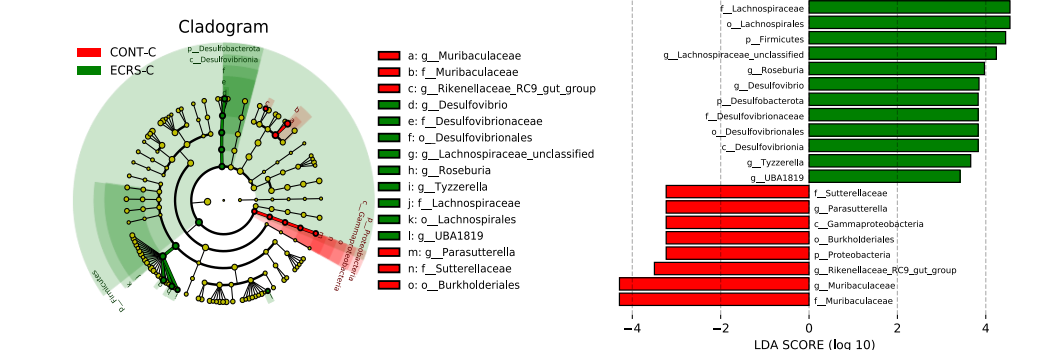 Cladogram
CONT-C
ECRS-C
p__Desulfobacterota
c__Desulfovibrionia
c__Gammaproteobacteria
p__Proteobacteria
p__Firmicutes
a: g__Muribaculaceae
b: f__Muribaculaceae
c: g__Rikenellaceae_RC9_gut_group
d: g__Desulfovibrio
e: f__Desulfovibrionaceae
f: o__Desulfovibrionales
g: g__Lachnospiraceae_unclassified
h: g__Roseburia
i: g__Tyzzerella
j: f__Lachnospiraceae
k: o__Lachnospirales
l: g__UBA1819
m: g__Parasutterella
n: f__Sutterellaceae
o: o__Burkholderiales
f__Lachnospiraceae
o__Lachnospirales
p__Firmicutes
g__Lachnospiraceae_unclassified
g__Roseburia
g__Desulfovibrio
p__Desulfobacterota
f__Desulfovibrionaceae
o__Desulfovibrionales
c__Desulfovibrionia
g__Tyzzerella
g__UBA1819
f__Sutterellaceae
g__Parasutterella
c__Gammaproteobacteria
o__Burkholderiales
p__Proteobacteria
g__Rikenellaceae_RC9_gut_group
g__Muribaculaceae
f__Muribaculaceae
−4 −2 0 2 4
LDA SCORE (log 10)